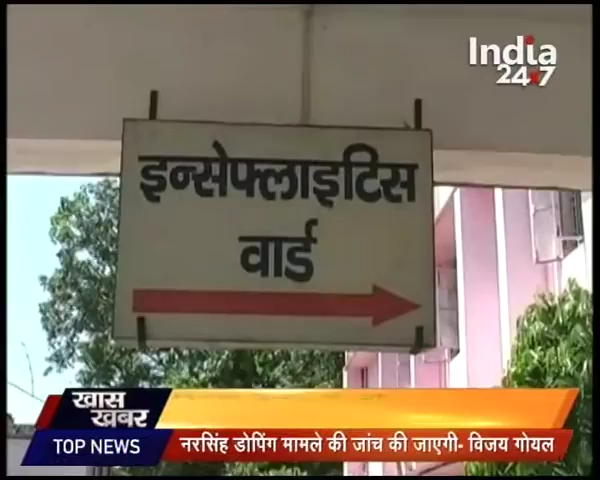 India
24x7
इन्सेफ्लाइटिस
वार्ड
खास
खबर
TOP NEWS
नरसिंह डोपिंग मामले की जांच की जाएगी- विजय गोयल